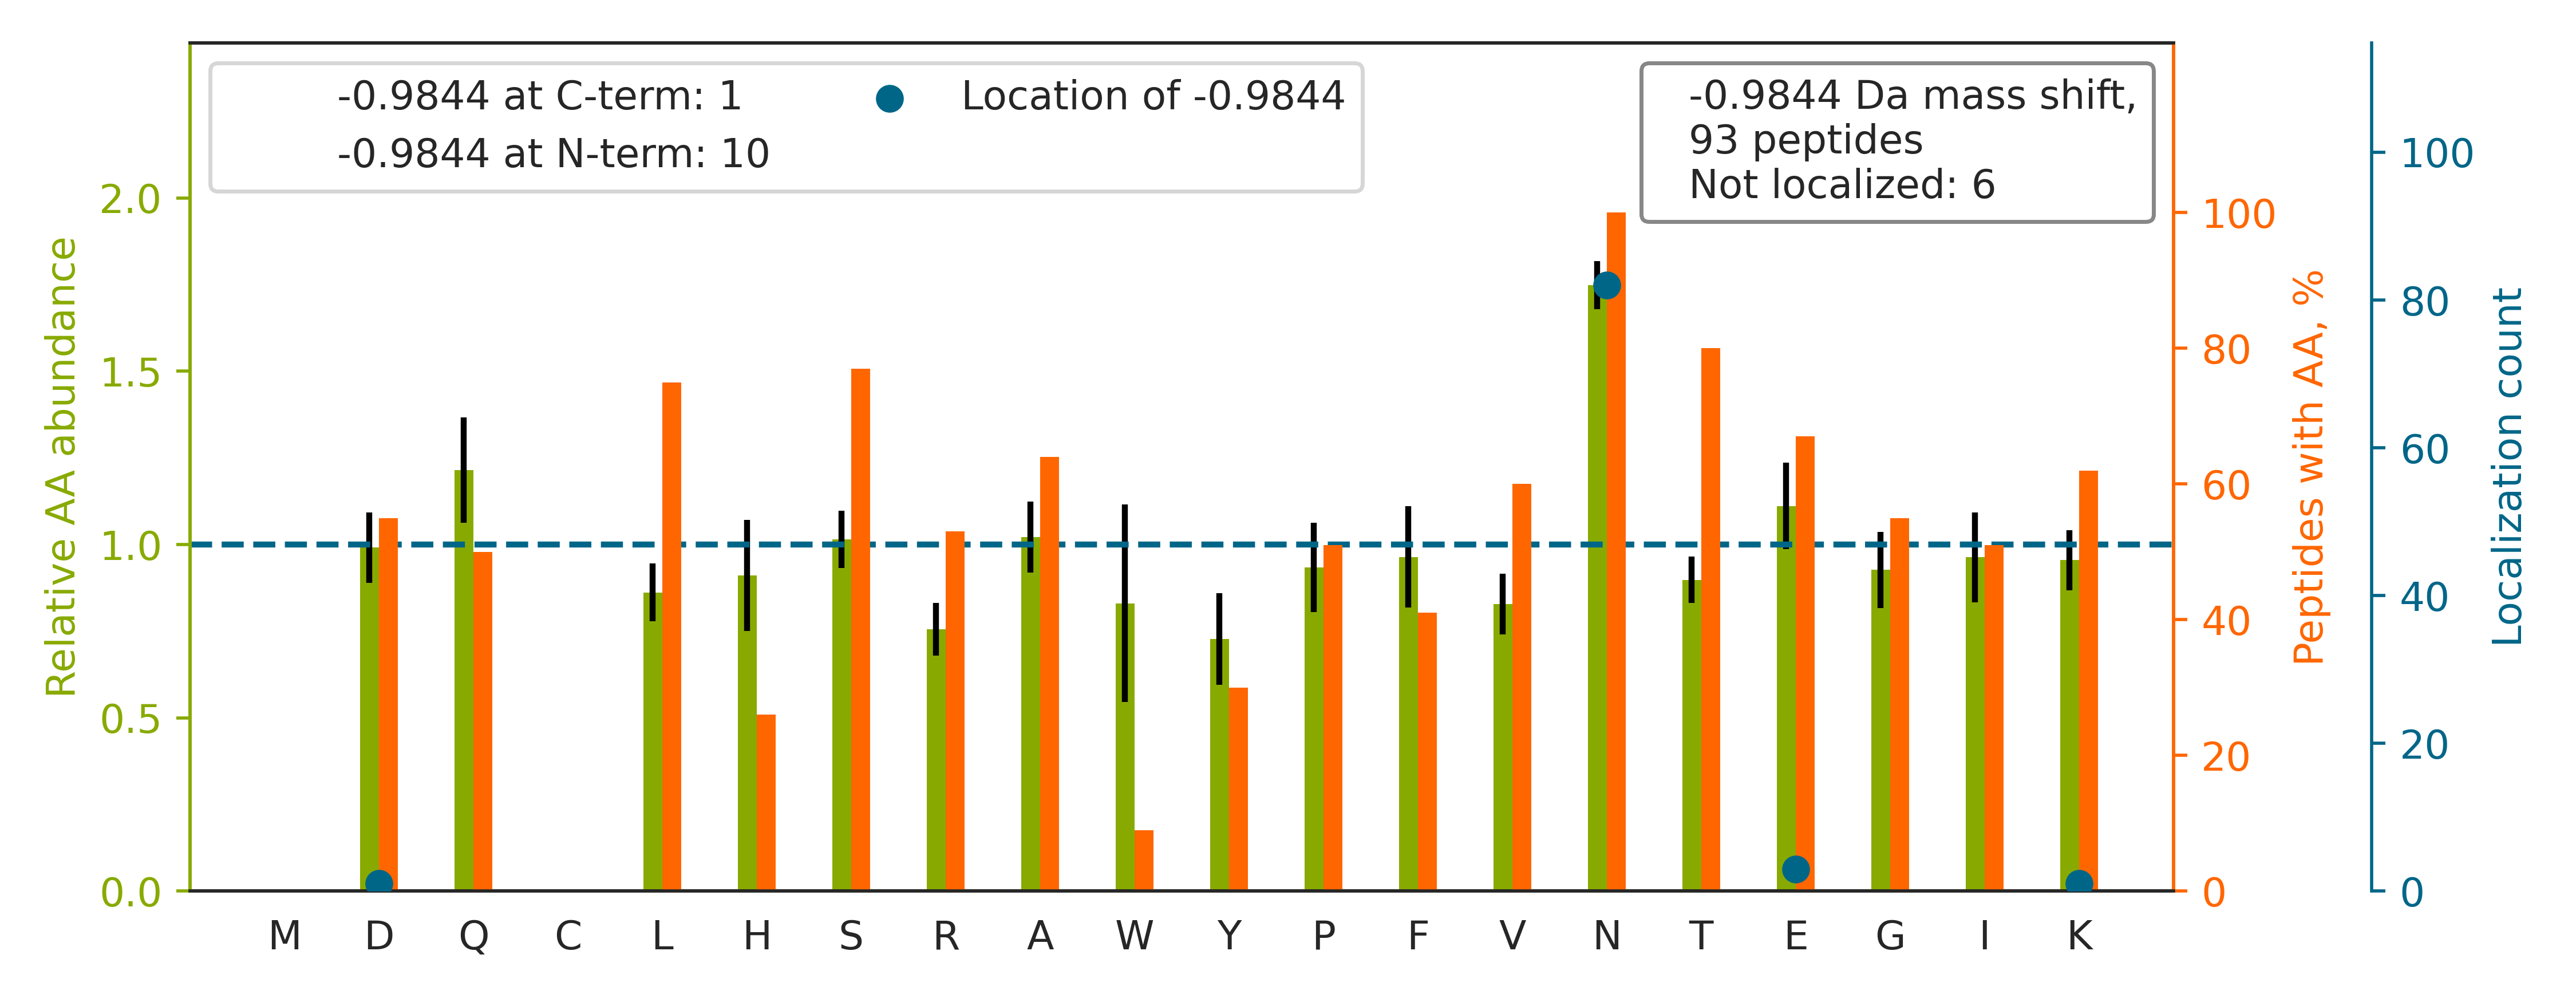 -0.9844 at C-term: 1
-0.9844 at N-term: 10
Location of -0.9844
-0.9844 Da mass shift,
93 peptides
Not localized: 6
Relative AA abundance
2.0
1.5
1.0
0.5
0.0
M D Q C L H S R A W Y P F V N T E G I K
100
80
60
40
20
0
Peptides with AA, %
100
80
60
40
20
0
Localization count